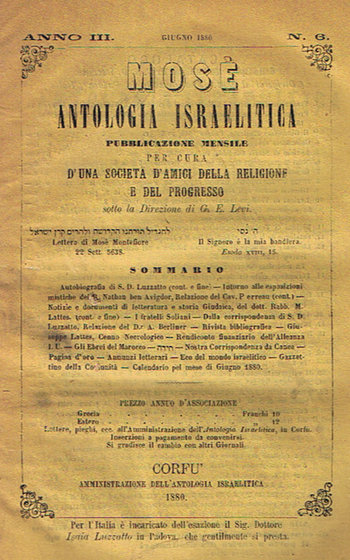 ANNO III.
GIUGNO 1880
N. 6.
MOSÈ
ANTOLOGIA ISRAELITICA
PUBBLICAZIONE MENSILE
PER CURA
D'UNA SOCIETÀ D'AMICI DELLA RELIGIONE
E DEL PROGRESSO
sotto la Direzione di G. E. Levi.
להגדיל תורתנו הקדושה ולהרים קרן ישראל
Lettera di Mosè Montefiore
22 Sett. 5638.
ה׳ נסי
Il Signore è la mia bandiera.
Esodo XVII, 15.
SOMMARIO
Autobiografia di S. D. Luzzatto (cont. e fine) — Intorno alle esposizioni
mistiche del R. Nathan ben Avigdor, Relazione del Cav. Perreau (cont.) —
Notizie e documenti di letteratura e storia Giudaica, del dott. Rabb. M.
Lattes. (cont. e fine) — I fratelli Soliani — Dalla corrispondenza di S. D.
Luzzatto, Relazione del D.r A. Berliner — Rivista bibliografica — Giu-
seppe Lattes, Cenno Necrologico — Rendiconto finanziario dell'Alleanza
I. U. — Gli Ebrei del Marocco — — Nostra Corrispondenza da Canea —
Pagina d'oro — Annunzi letterari — Eco del mondo israelitico — Gazzet-
tino della Comunità — Calendario pel mese di Giugno 1880.
PREZZO ANNUO D'ASSOCIAZIONE
Grecia Franchi 10
Estero „ 12
Lettere, pieghi, ecc. all'Amministrazione dell'Antologia Israelitica, in Corfu.
Inserzioni a pagamento da convenirsi.
Si gradisce il cambio con altri Giornali.
CORFU'
AMMINISTRAZIONE DELL'ANTOLOGIA ISRAELITICA
1880.
Per l'Italia è incaricato dell'esazione il Sig. Dottore
Isaia Luzzatto in Padova, che gentilmente si presta.